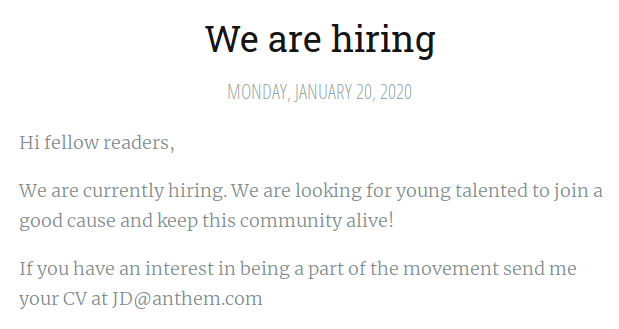 We are hiring
MONDAY, JANUARY 20, 2020
Hi fellow readers,
We are currently hiring. We are looking for young talented to join a
good cause and keep this community alive!
If you have an interest in being a part of the movement send me
your CV at JD@anthem.com